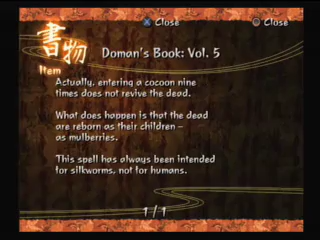 Close
Close
書物
Item
Doman's Book: Vol. 5
Actually, entering a cocoon nine
times does not revive the dead.
What does happen is that the dead
are reborn as their children –
as mulberries.
This spell has always been intended
for silkworms, not for humans.
1/1